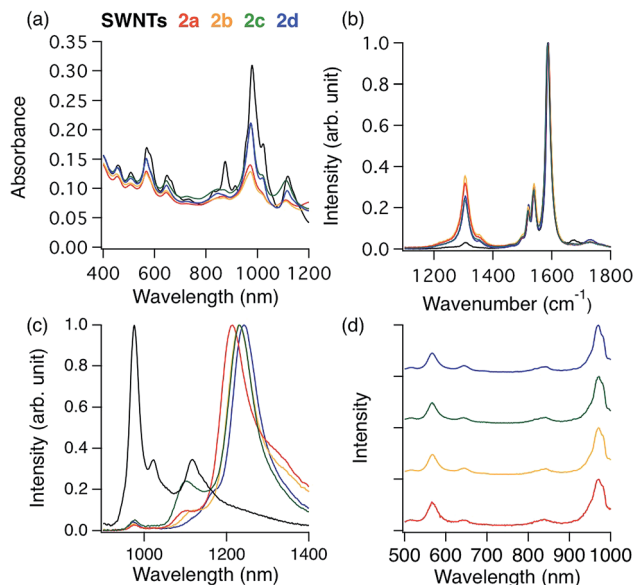 (a) SWNTs 2a 2b 2c 2d
0.35
0.30
0.25
0.20
0.15
0.10
0.05
0.00
Absorbance
400 600 800 1000 1200
Wavelength (nm)
(b)
1.0
0.8
0.6
0.4
0.2
0.0
Intensity (arb. unit)
1200 1400 1600 1800
Wavenumber (cm⁻¹)
(c)
1.0
0.8
0.6
0.4
0.2
0.0
Intensity (arb. unit)
1000 1200 1400
Wavelength (nm)
(d)
Intensity
500 600 700 800 900 1000
Wavelength (nm)